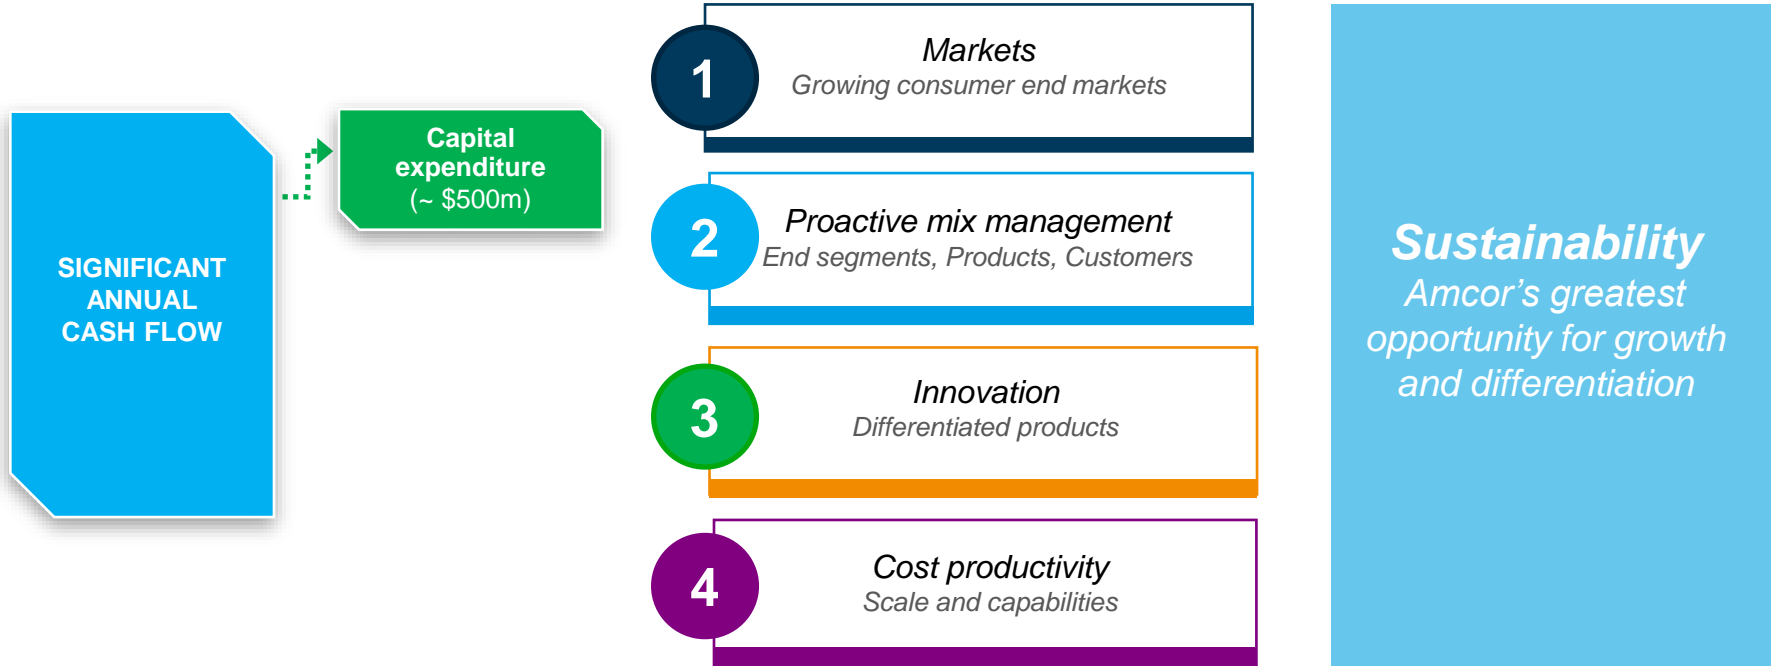 SIGNIFICANT
ANNUAL
CASH FLOW
Capital
expenditure
(~ $500m)
1
Markets
Growing consumer end markets
2
Proactive mix management
End segments, Products, Customers
3
Innovation
Differentiated products
4
Cost productivity
Scale and capabilities
Sustainability
Amcor’s greatest
opportunity for growth
and differentiation